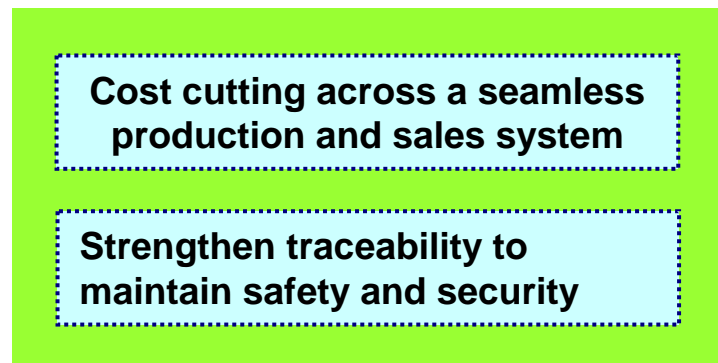 Cost cutting across a seamless
production and sales system
Strengthen traceability to
maintain safety and security